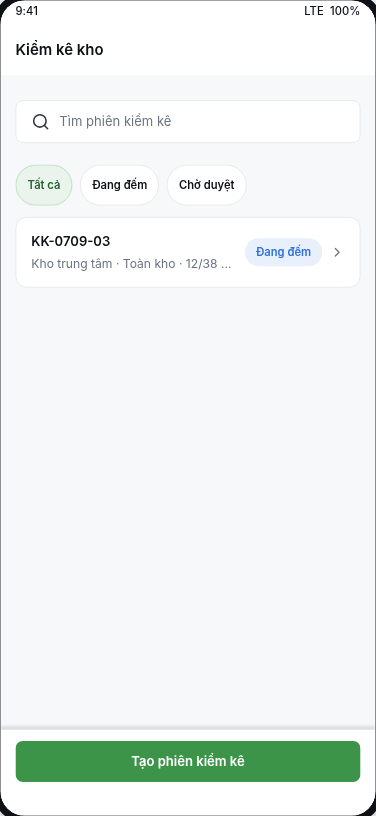 9:41 LTE 100%
Kiểm kê kho
Tìm phiên kiểm kê
Tất cả Đang đếm Chờ duyệt
KK-0709-03
Kho trung tâm · Toàn kho · 12/38 ...
Đang đếm
Tạo phiên kiểm kê